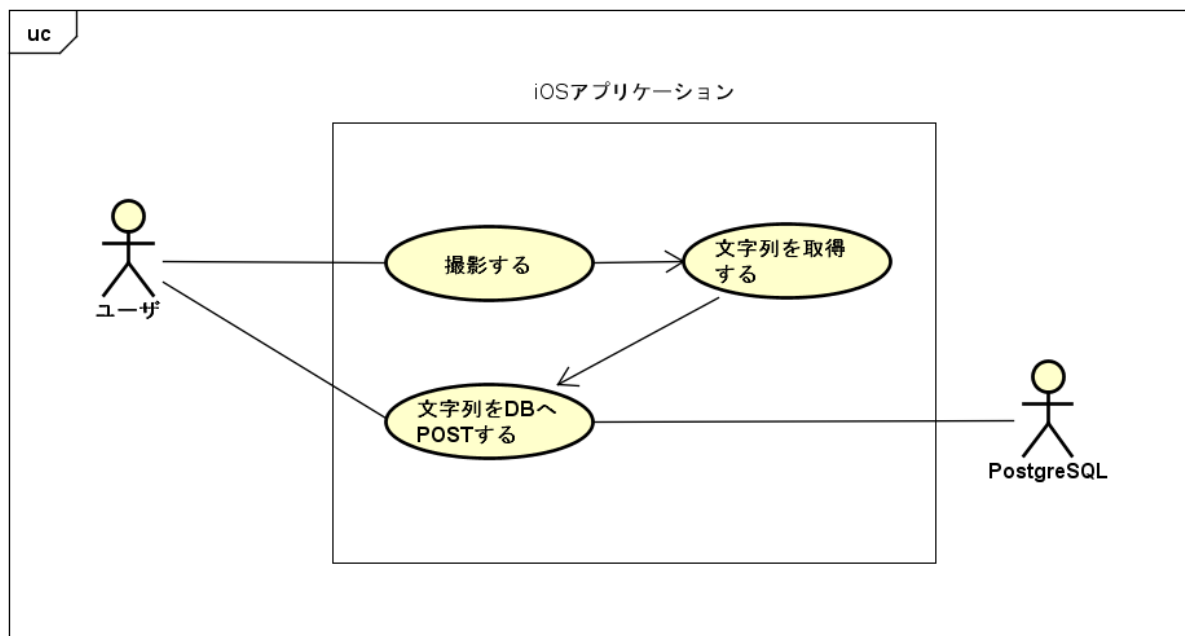 uc
iOSアプリケーション
撮影する
文字列を取得
する
ユーザ
文字列をDBへ
POSTする
PostgreSQL